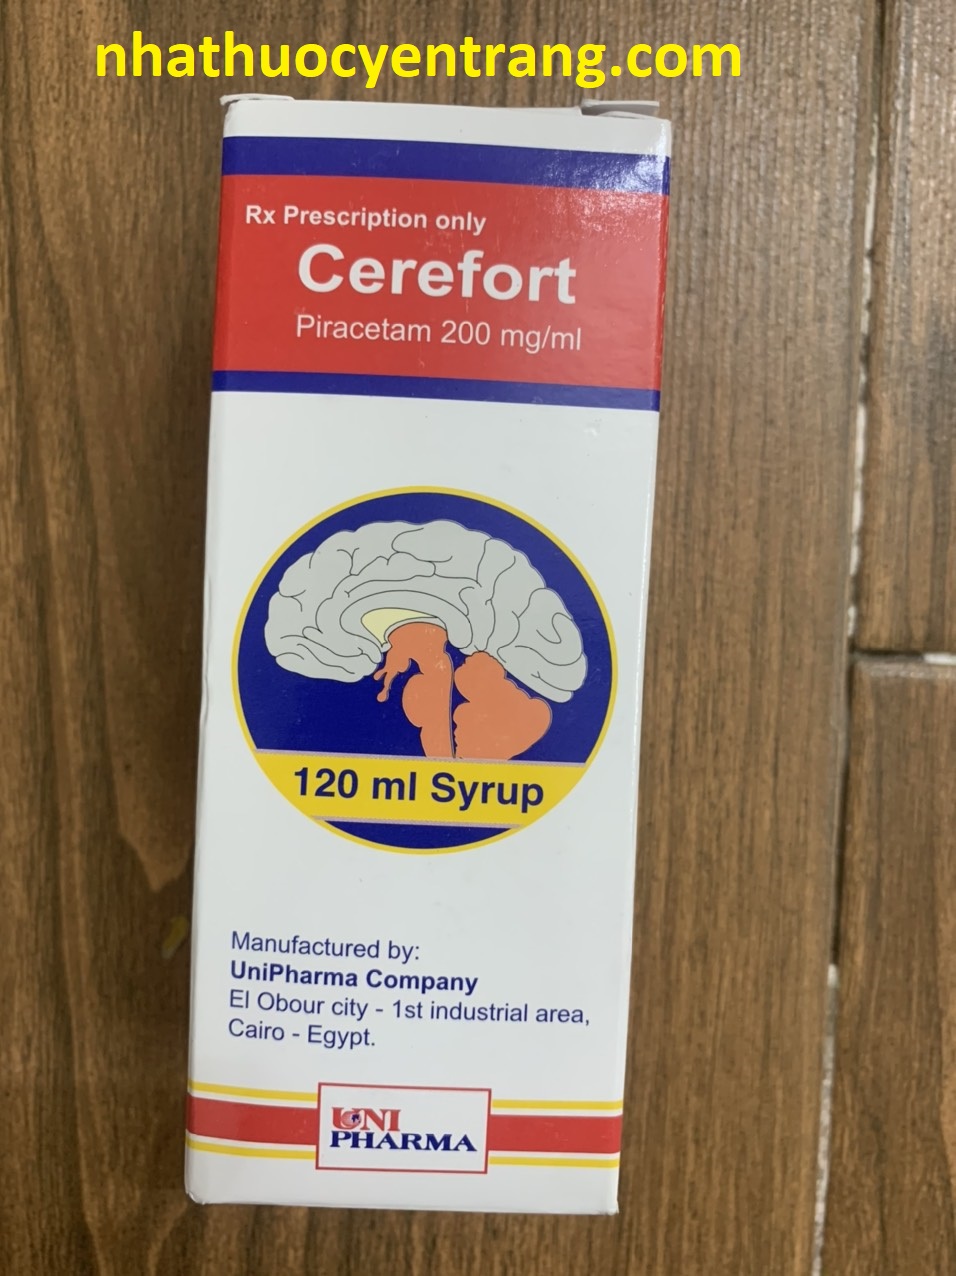 nhathuocyentrang.com
Rx Prescription only
Cerefort
Piracetam 200 mg/ml
120 ml Syrup
Manufactured by:
UniPharma Company
El Obour city - 1st industrial area,
Cairo - Egypt.
UNI
PHARMA